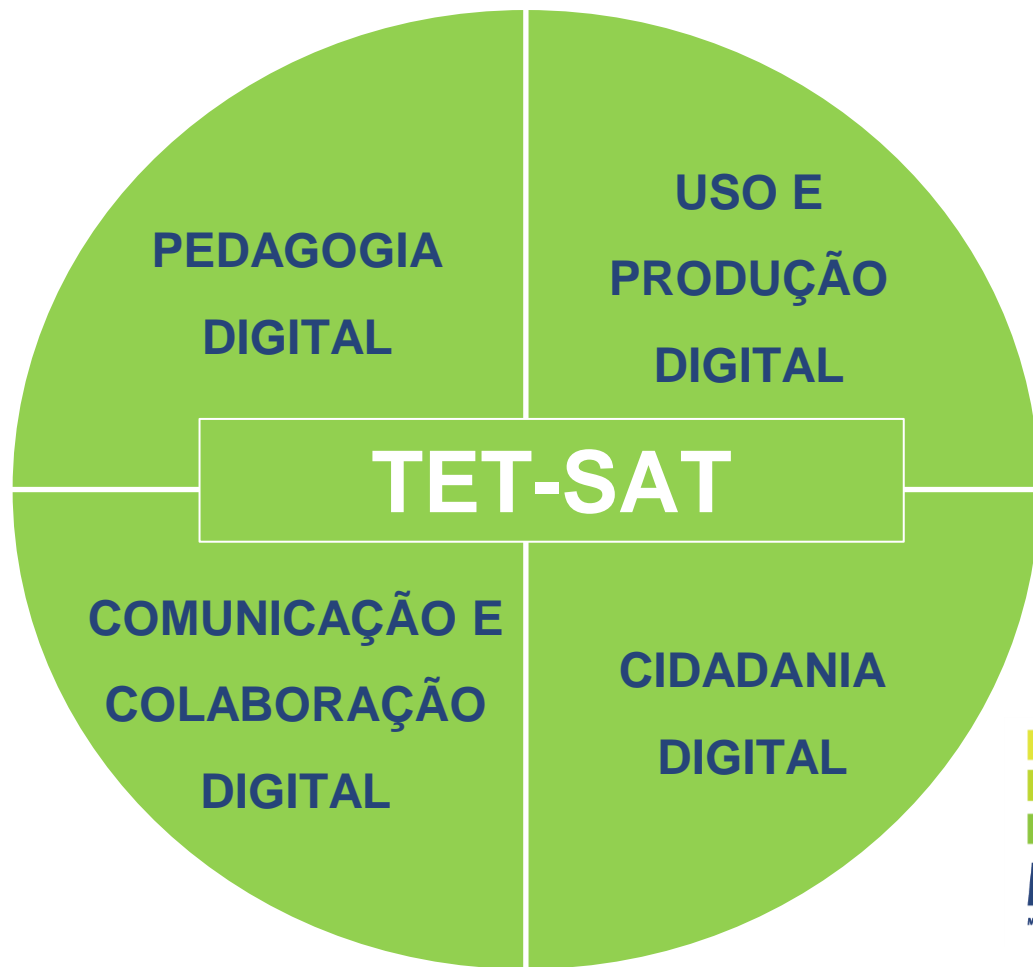 PEDAGOGIA
DIGITAL
USO E
PRODUÇÃO
DIGITAL
TET-SAT
COMUNICAÇÃO E
COLABORAÇÃO
DIGITAL
CIDADANIA
DIGITAL